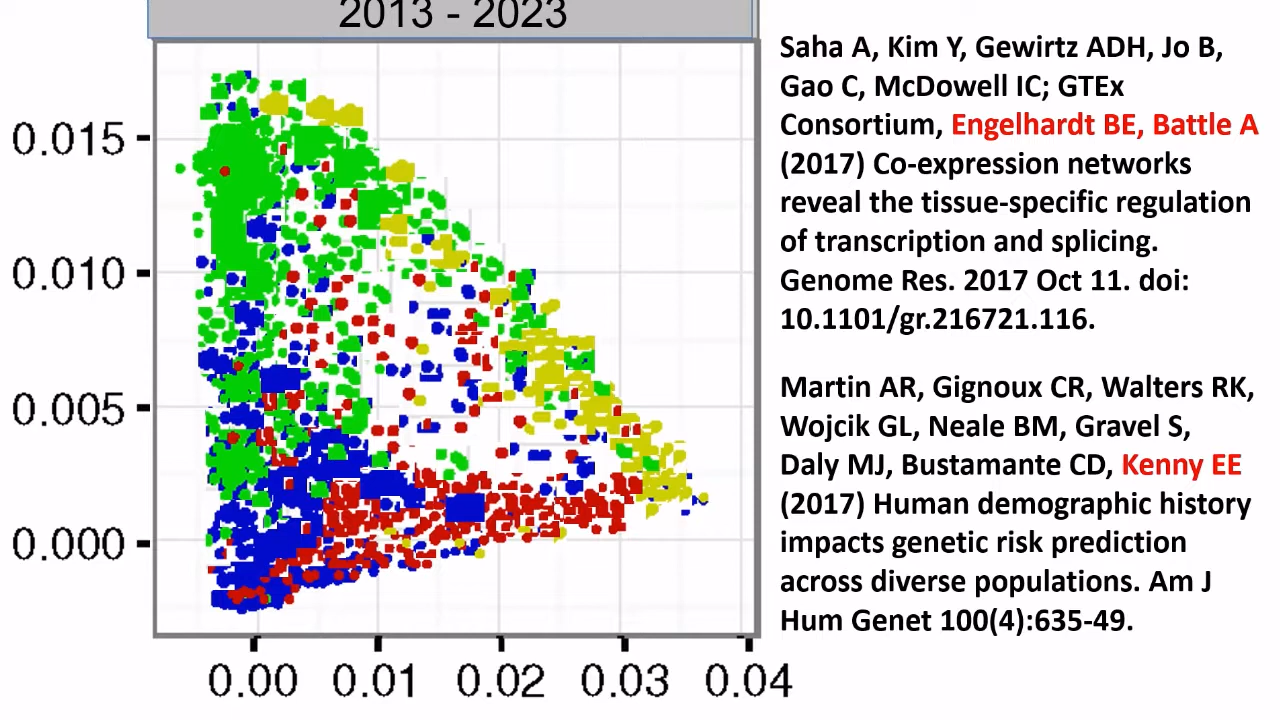 2013 - 2023
0.015
0.010
0.005
0.000
0.00 0.01 0.02 0.03 0.04
Saha A, Kim Y, Gewirtz ADH, Jo B,
Gao C, McDowell IC; GTEx
Consortium, Engelhardt BE, Battle A
(2017) Co-expression networks
reveal the tissue-specific regulation
of transcription and splicing.
Genome Res. 2017 Oct 11. doi:
10.1101/gr.216721.116.
Martin AR, Gignoux CR, Walters RK,
Wojcik GL, Neale BM, Gravel S,
Daly MJ, Bustamante CD, Kenny EE
(2017) Human demographic history
impacts genetic risk prediction
across diverse populations. Am J
Hum Genet 100(4):635-49.